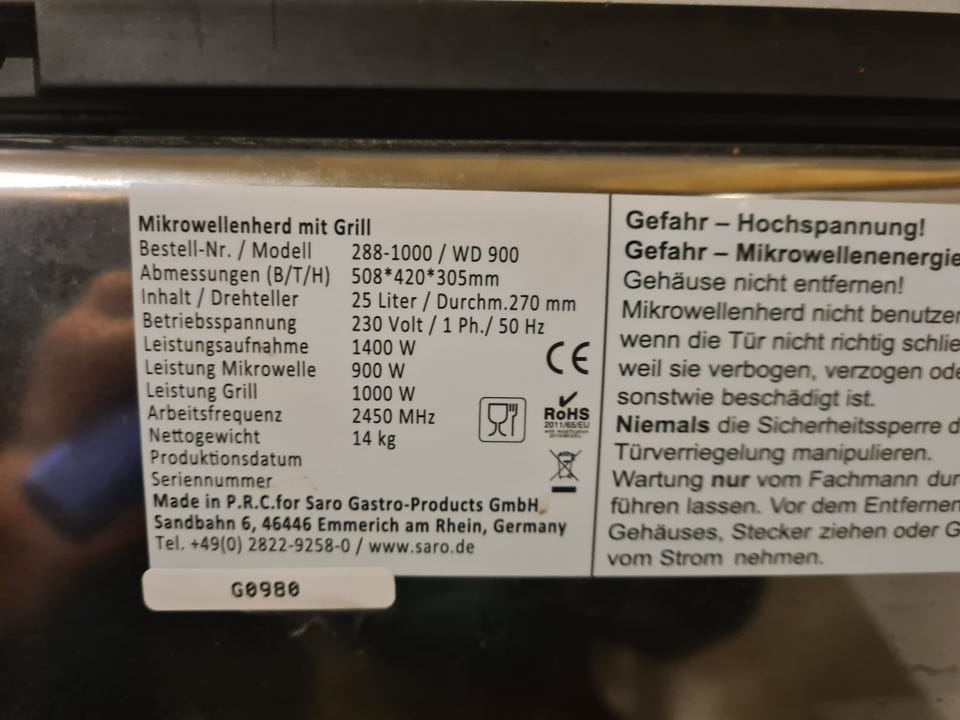 Mikrowellenherd mit Grill
Bestell-Nr. / Modell 288-1000 / WD 900
Abmessungen (B/T/H) 508*420*305mm
Inhalt / Drehteller 25 Liter / Durchm.270 mm
Betriebsspannung 230 Volt / 1 Ph./ 50 Hz
Leistungsaufnahme 1400 W
Leistung Mikrowelle 900 W
Leistung Grill 1000 W
Arbeitsfrequenz 2450 MHz
Nettogewicht 14 kg
Produktionsdatum
Seriennummer
Made in P.R.C.for Saro Gastro-Products GmbH,
Sandbahn 6, 46446 Emmerich am Rhein, Germany
Tel. +49(0) 2822-9258-0 / www.saro.de
CE
RoHS
2011/65/EU
G0980
Gefahr – Hochspannung!
Gefahr – Mikrowellenenergie
Gehäuse nicht entfernen!
Mikrowellenherd nicht benutzen
wenn die Tür nicht richtig schlie
weil sie verbogen, verzogen ode
sonstwie beschädigt ist.
Niemals die Sicherheitssperre d
Türverriegelung manipulieren.
Wartung nur vom Fachmann dur
führen lassen. Vor dem Entfernen
Gehäuses, Stecker ziehen oder G
vom Strom nehmen.